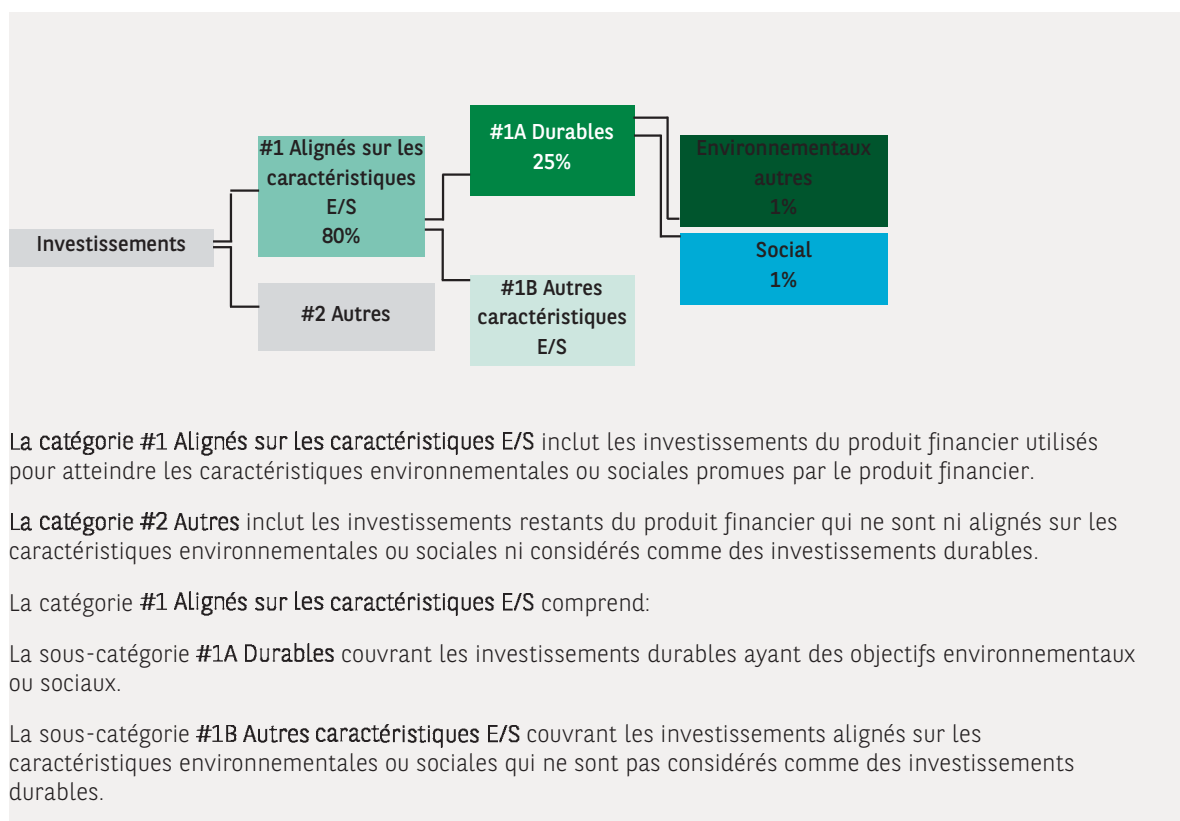 #1A Durables
25%
#1 Alignés sur les
caractéristiques
E/S
80%
Environnementaux
autres
1%
Investissements
Social
1%
#2 Autres
#1B Autres
caractéristiques
E/S
La catégorie #1 Alignés sur les caractéristiques E/S inclut les investissements du produit financier utilisés
pour atteindre les caractéristiques environnementales ou sociales promues par le produit financier.
La catégorie #2 Autres inclut les investissements restants du produit financier qui ne sont ni alignés sur les
caractéristiques environnementales ou sociales ni considérés comme des investissements durables.
La catégorie #1 Alignés sur les caractéristiques E/S comprend:
La sous-catégorie #1A Durables couvrant les investissements durables ayant des objectifs environnementaux
ou sociaux.
La sous-catégorie #1B Autres caractéristiques E/S couvrant les investissements alignés sur les
caractéristiques environnementales ou sociales qui ne sont pas considérés comme des investissements
durables.